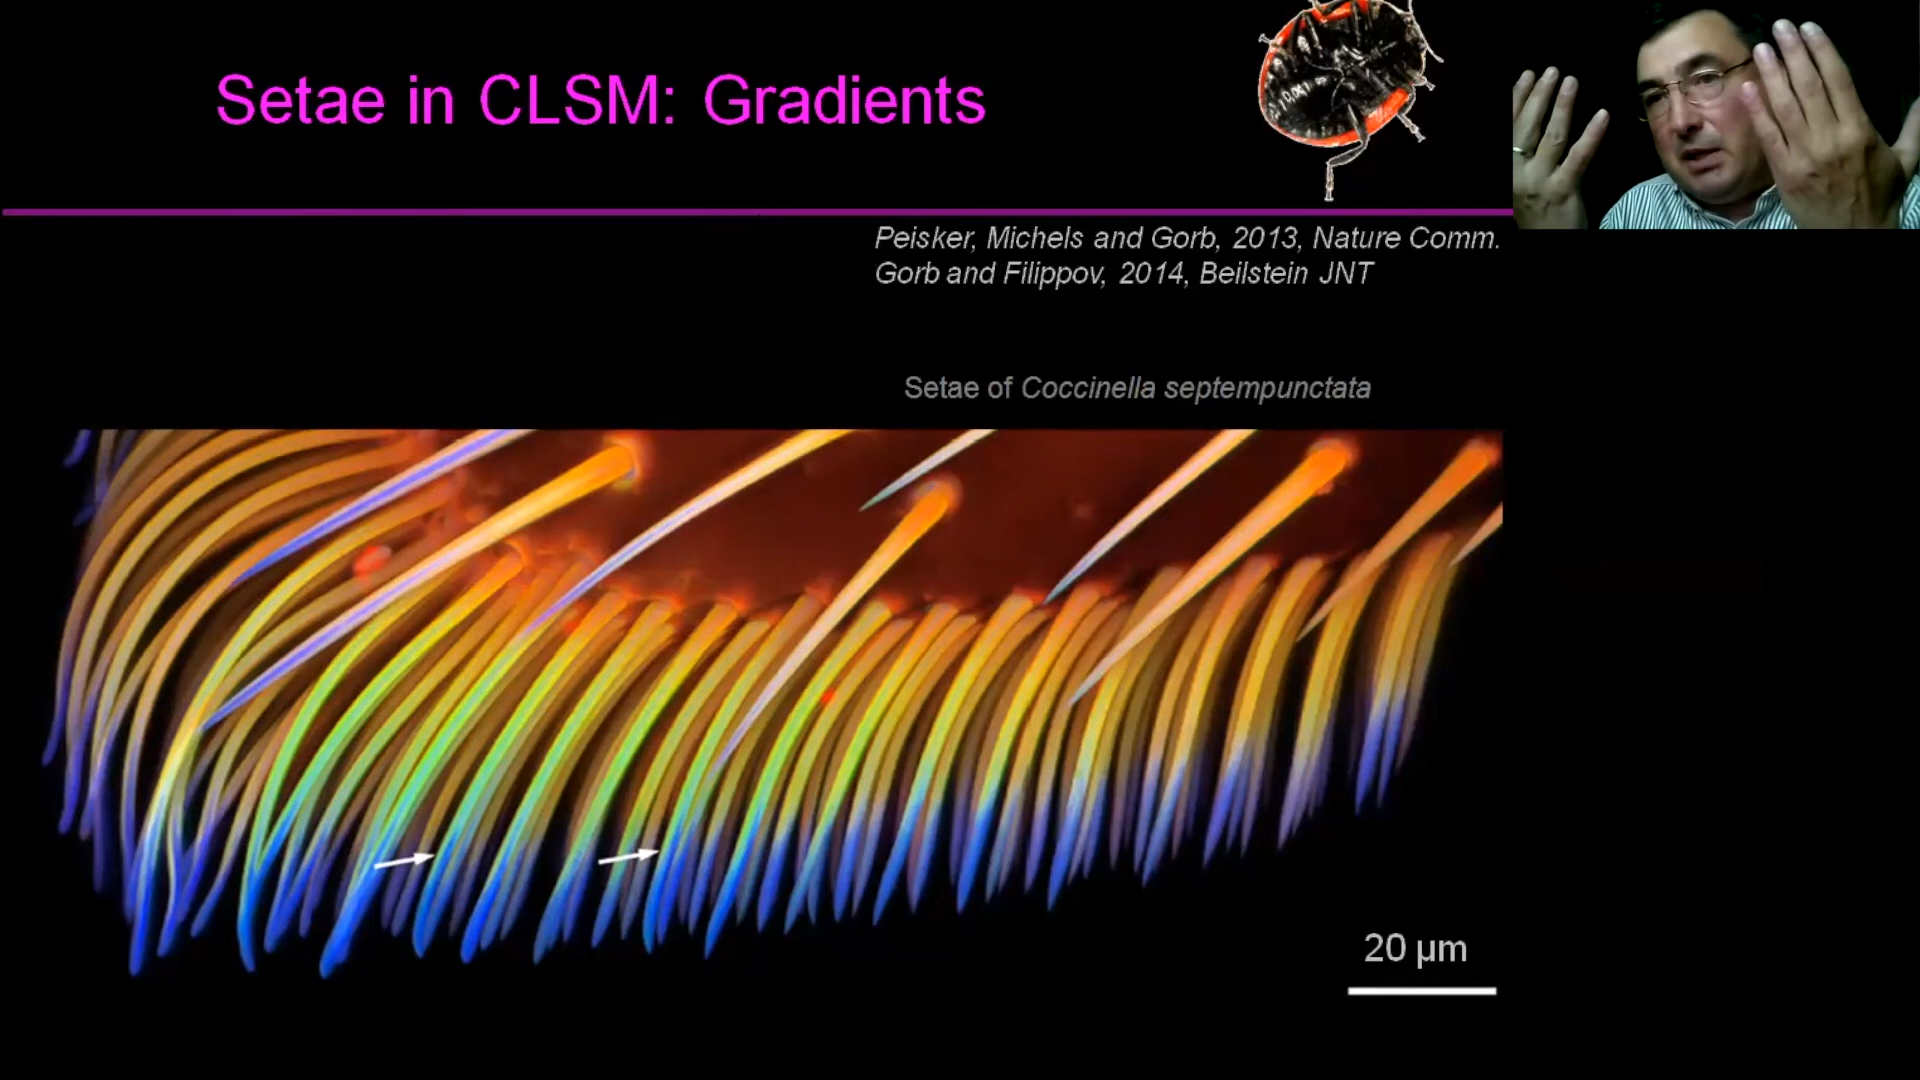 Setae in CLSM: Gradients
Peisker, Michels and Gorb, 2013, Nature Comm.
Gorb and Filippov, 2014, Beilstein JNT
Setae of Coccinella septempunctata
20 µm